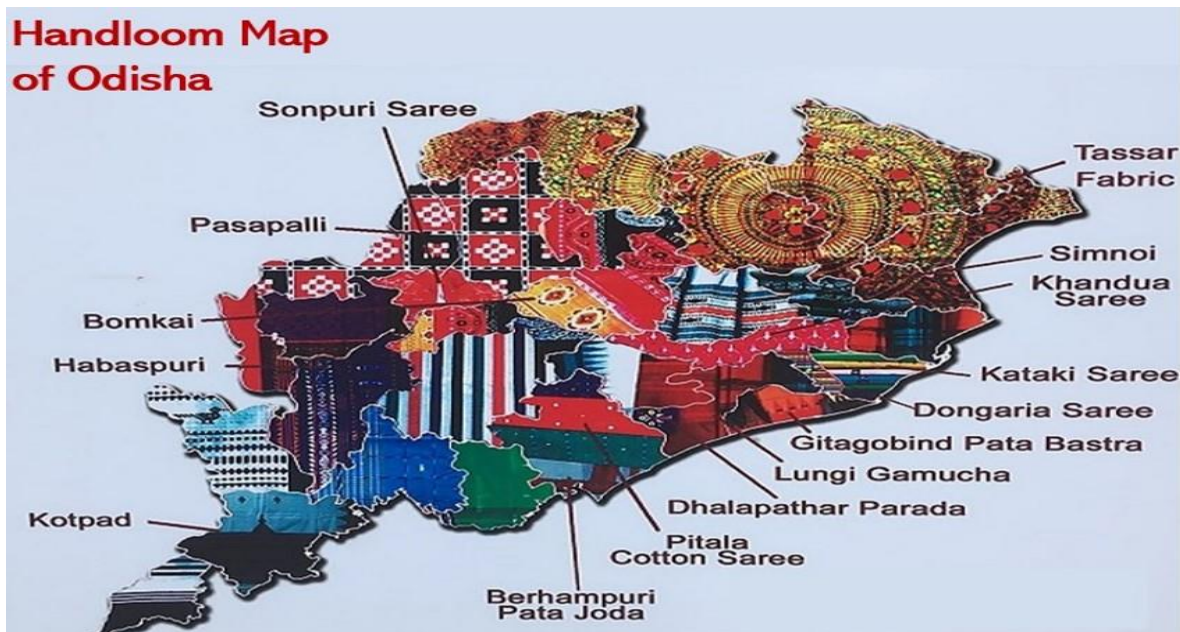 Handloom Map
of Odisha
Sonpuri Saree
Tassar
Fabric
Pasapalli
Simnoi
Khandua
Saree
Bomkai
Habaspuri
Kataki Saree
Dongaria Saree
Gitagobind Pata Bastra
Lungi Gamucha
Dhalapathar Parada
Kotpad
Pitala
Cotton Saree
Berhampuri
Pata Joda